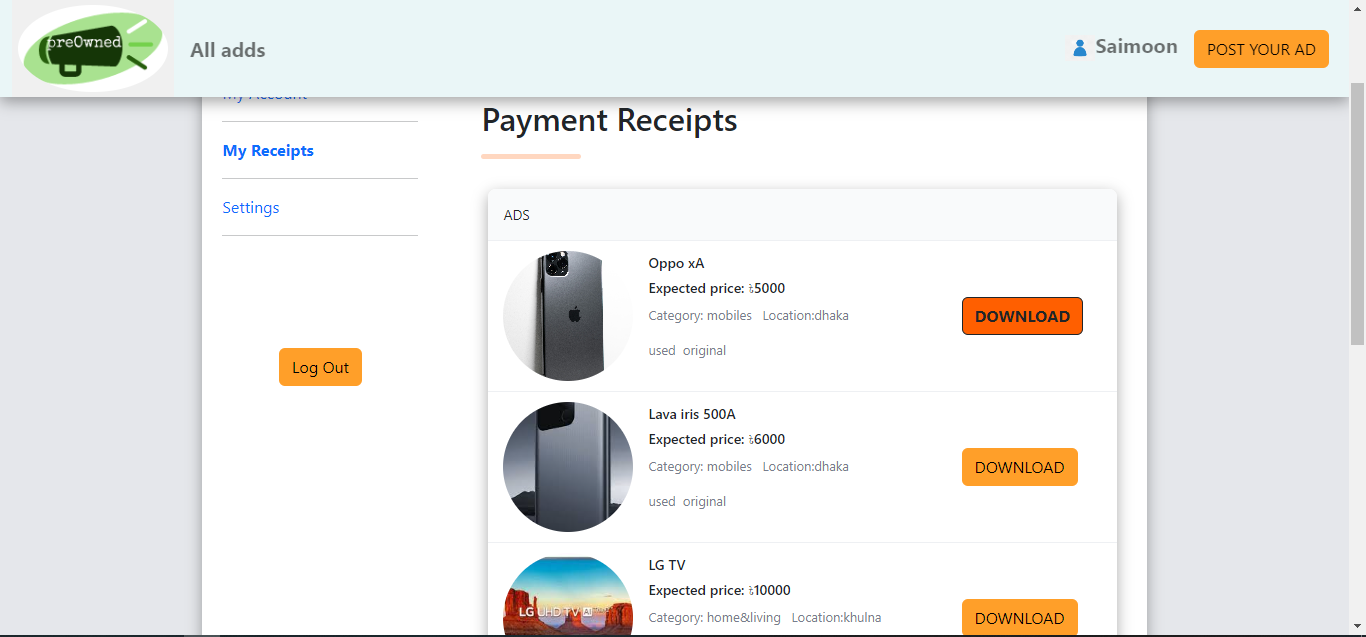 preOwned
All adds
Saimoon
POST YOUR AD
My Account
My Receipts
Settings
Log Out
Payment Receipts
ADS
Oppo xA
Expected price: ৳5000
Category: mobiles Location:dhaka
used original
DOWNLOAD
Lava iris 500A
Expected price: ৳6000
Category: mobiles Location:dhaka
used original
DOWNLOAD
LG TV
Expected price: ৳10000
Category: home&living Location:khulna
LG UHD TV AI
DOWNLOAD